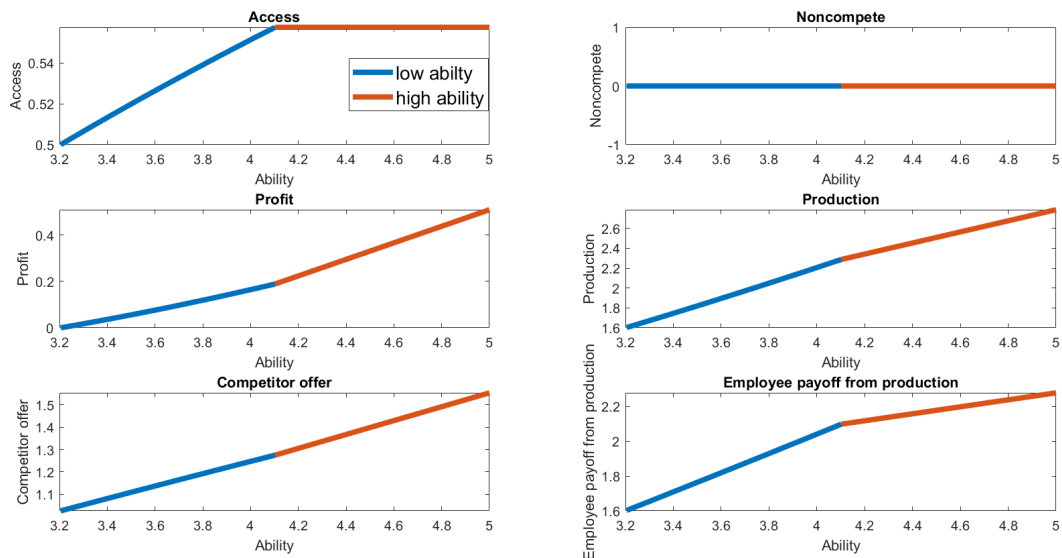 Access
Access
0.54
0.52
0.5
low abilty
high ability
3.2 3.4 3.6 3.8 4 4.2 4.4 4.6 4.8 5
Ability
Noncompete
Noncompete
1
0
-1
3.2 3.4 3.6 3.8 4 4.2 4.4 4.6 4.8 5
Ability
Profit
Profit
0.4
0.2
0
3.2 3.4 3.6 3.8 4 4.2 4.4 4.6 4.8 5
Ability
Production
Production
2.6
2.4
2.2
2
1.8
1.6
3.2 3.4 3.6 3.8 4 4.2 4.4 4.6 4.8 5
Ability
Competitor offer
Competitor offer
1.5
1.4
1.3
1.2
1.1
3.2 3.4 3.6 3.8 4 4.2 4.4 4.6 4.8 5
Ability
Employee payoff from production
Employee payoff from production
2.2
2
1.8
1.6
3.2 3.4 3.6 3.8 4 4.2 4.4 4.6 4.8 5
Ability